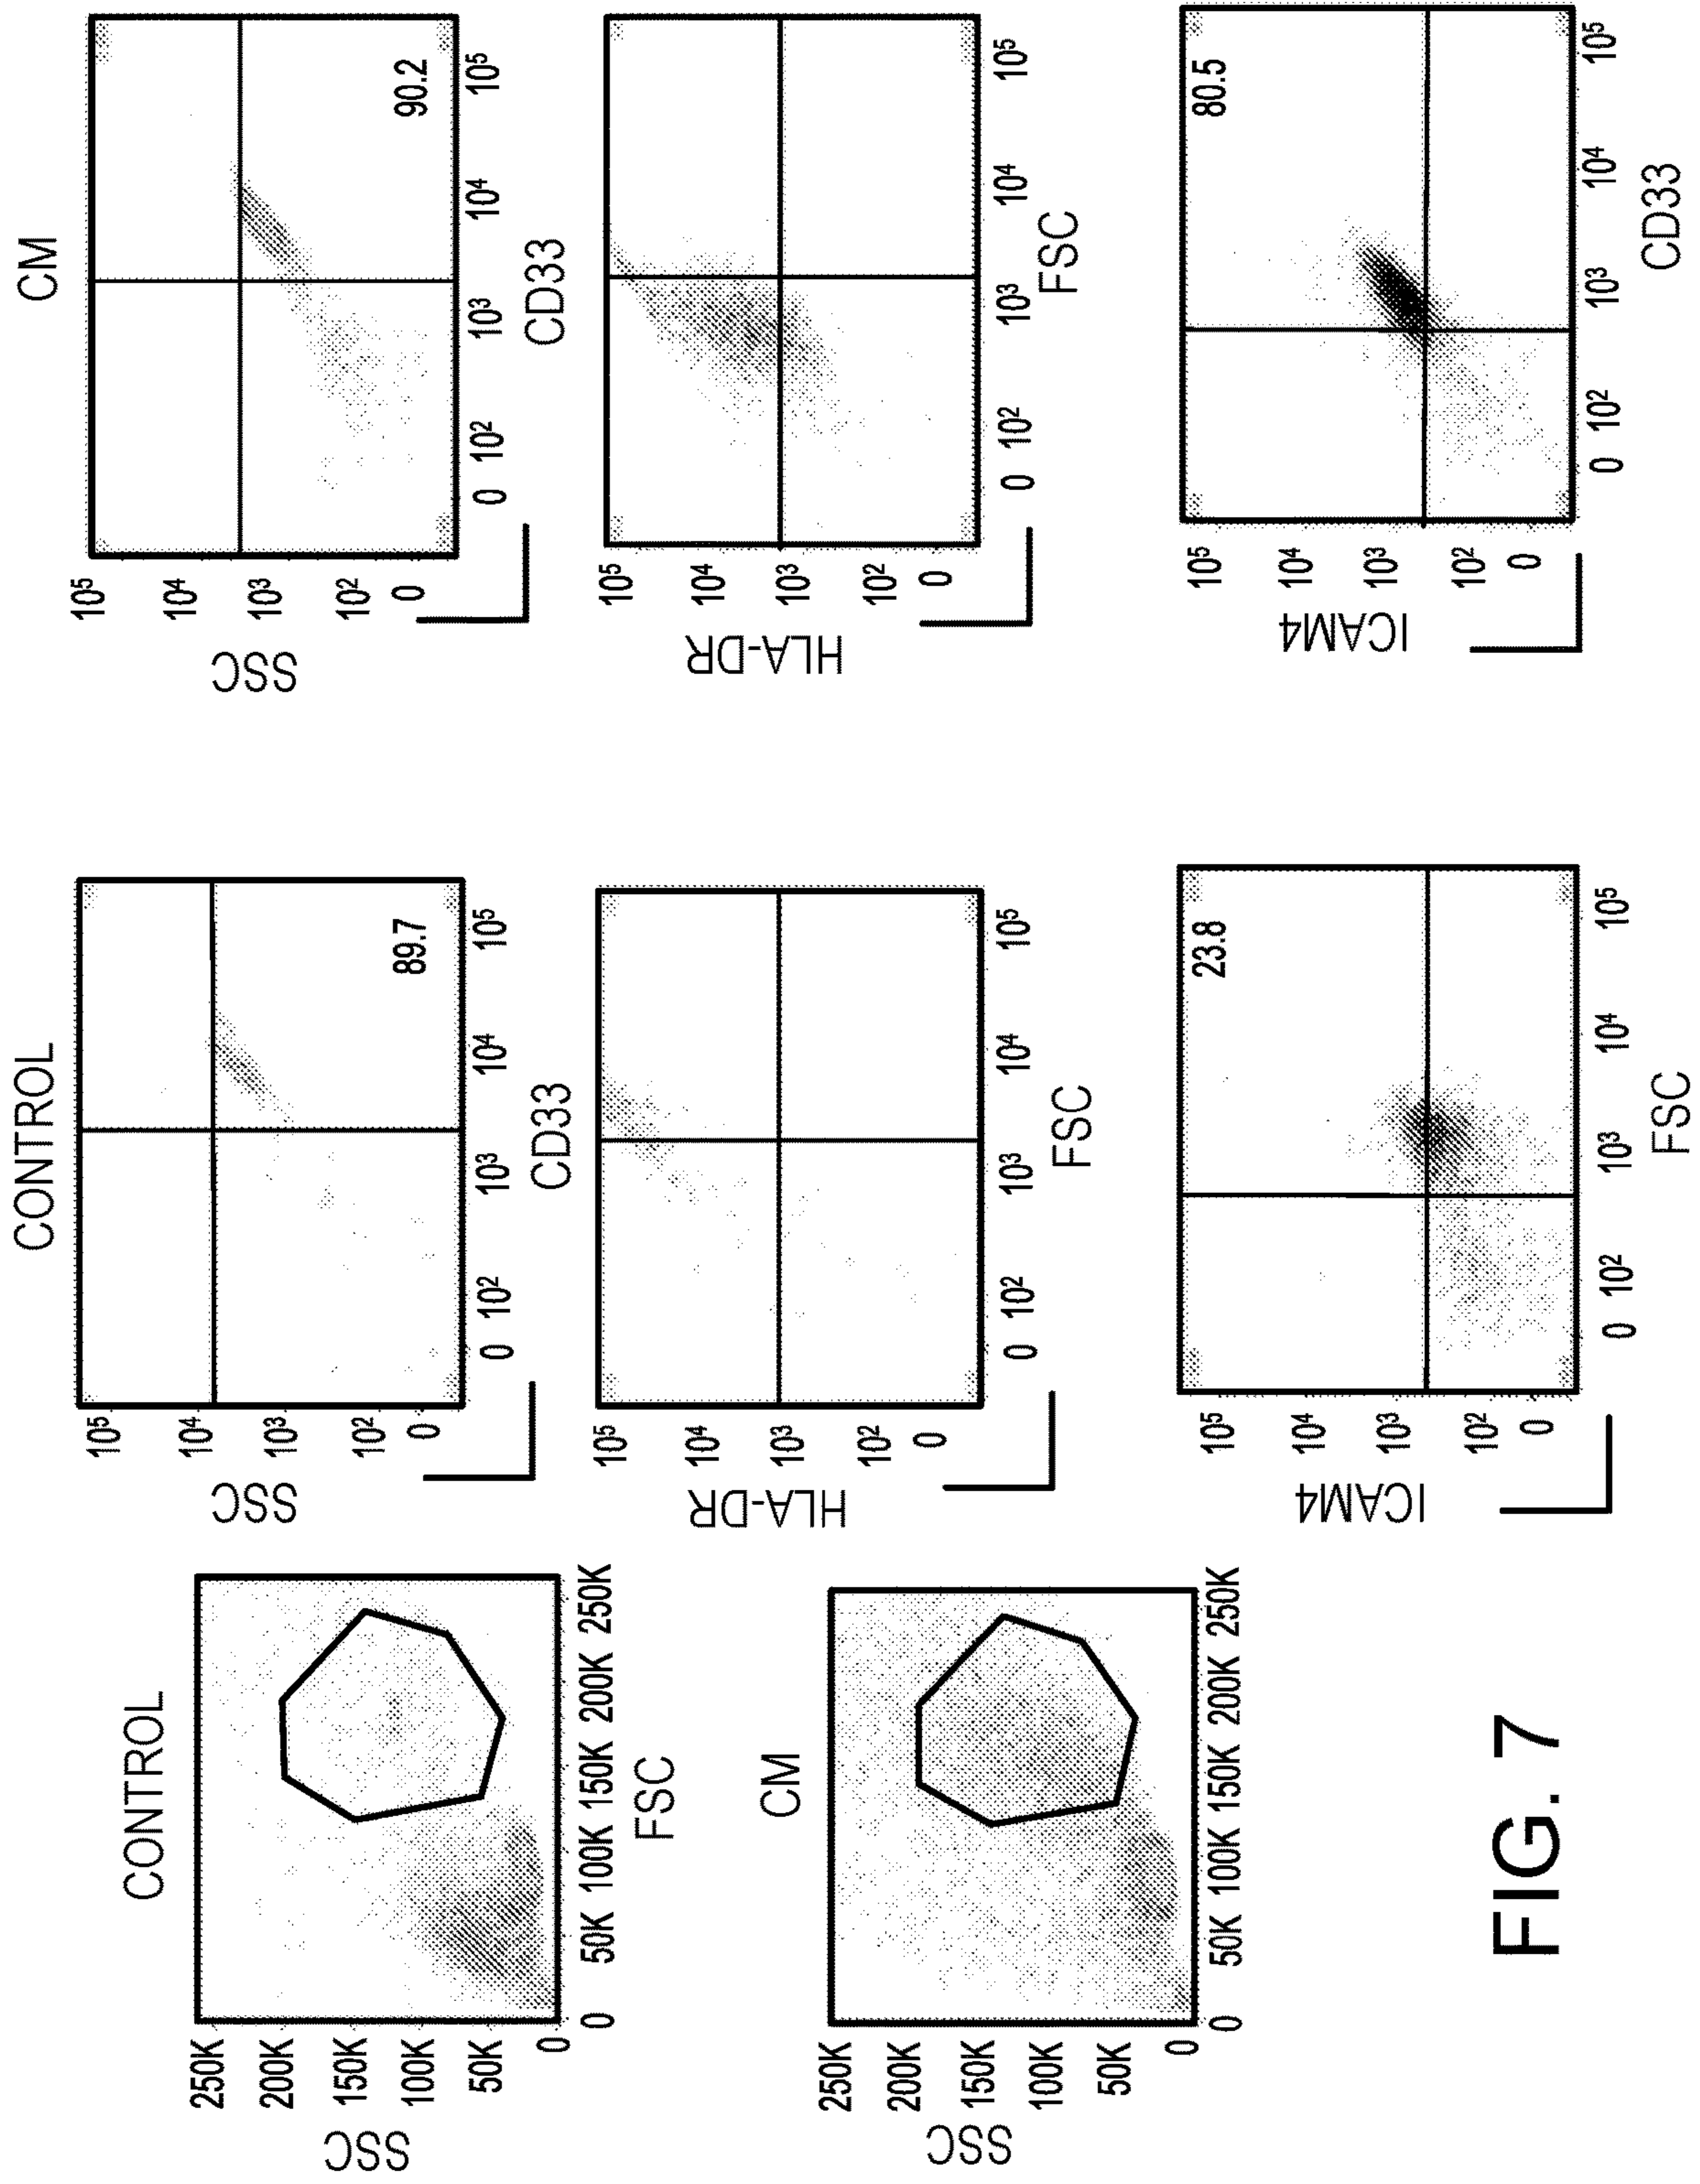 CONTROL
250K
200K
150K
100K
50K
0
SSC
0 50K 100K 150K 200K 250K
FSC
CM
250K
200K
150K
100K
50K
0
SSC
0 50K 100K 150K 200K 250K
CONTROL
10⁵
10⁴
10³
10²
0
SSC
89.7
0 10² 10³ 10⁴ 10⁵
CD33
10⁵
10⁴
10³
10²
0
HLA-DR
0 10² 10³ 10⁴ 10⁵
FSC
23.8
10⁵
10⁴
10³
10²
0
ICAM4
0 10² 10³ 10⁴ 10⁵
FSC
CM
10⁵
10⁴
10³
10²
0
SSC
90.2
0 10² 10³ 10⁴ 10⁵
CD33
10⁵
10⁴
10³
10²
0
HLA-DR
0 10² 10³ 10⁴ 10⁵
FSC
80.5
10⁵
10⁴
10³
10²
0
ICAM4
0 10² 10³ 10⁴ 10⁵
CD33
FIG. 7